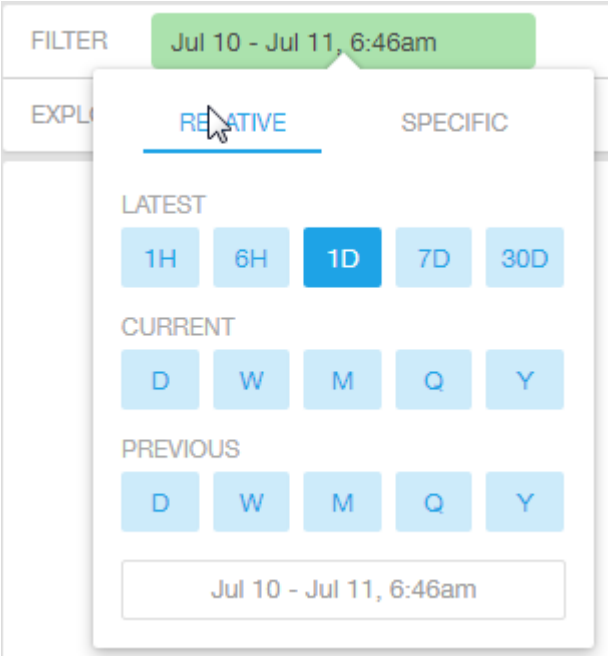 FILTER Jul 10 - Jul 11, 6:46am
EXPL
RELATIVE SPECIFIC
LATEST
1H 6H 1D 7D 30D
CURRENT
D W M Q Y
PREVIOUS
D W M Q Y
Jul 10 - Jul 11, 6:46am